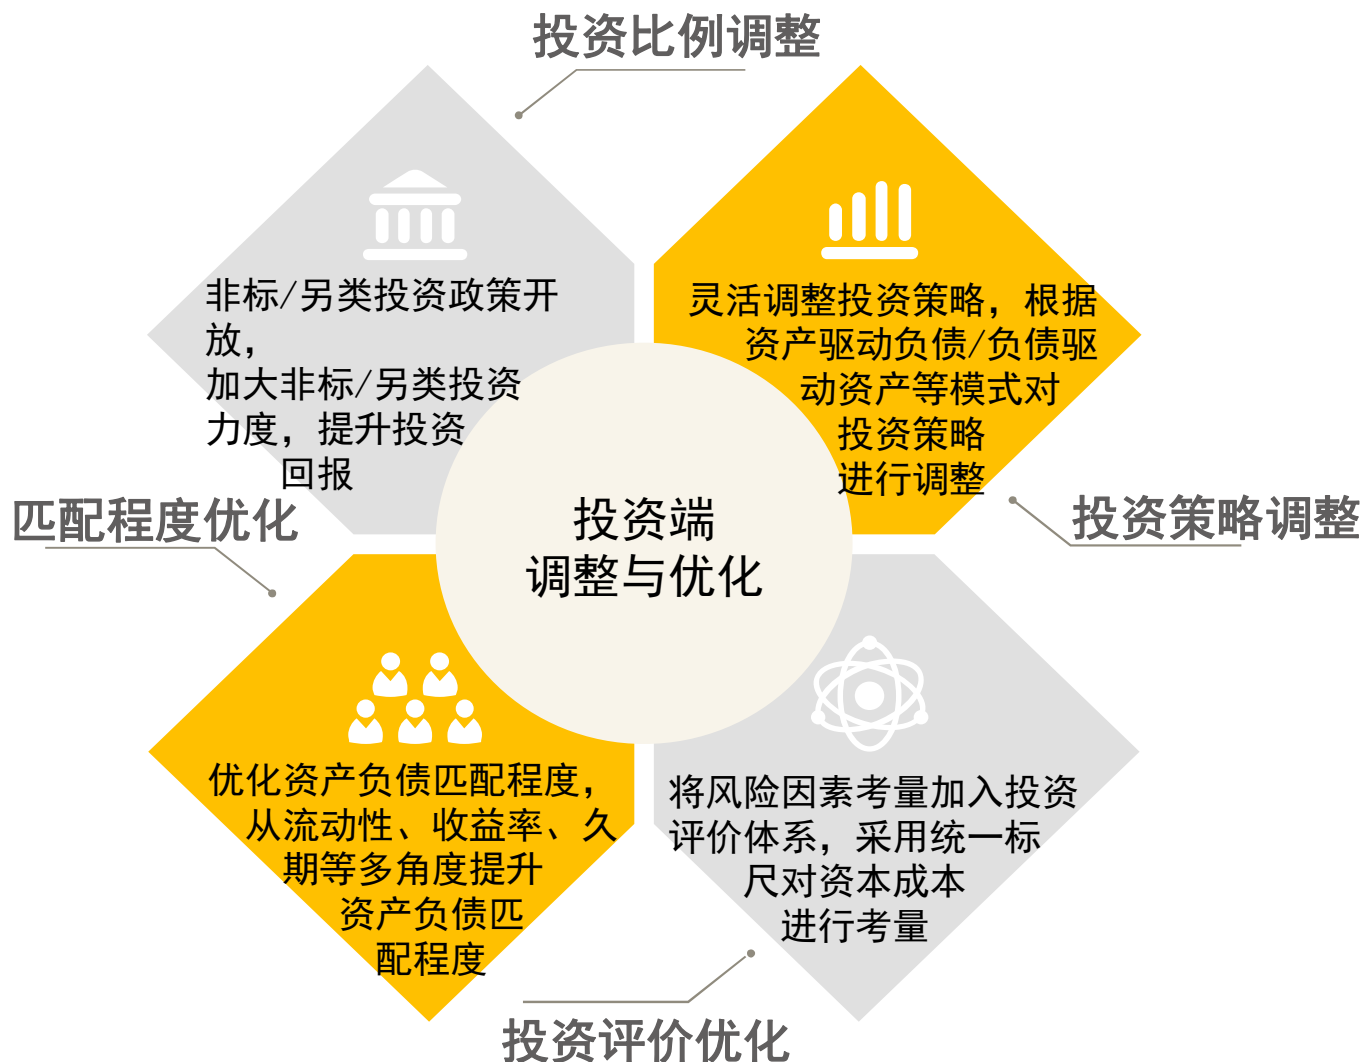 投资比例调整
非标/另类投资政策开
放，
加大非标/另类投资
力度，提升投资
回报
灵活调整投资策略，根据
资产驱动负债/负债驱
动资产等模式对
投资策略
进行调整
投资策略调整
匹配程度优化
投资端
调整与优化
优化资产负债匹配程度，
从流动性、收益率、久
期等多角度提升
资产负债匹
配程度
将风险因素考量加入投资
评价体系，采用统一标
尺对资本成本
进行考量
投资评价优化